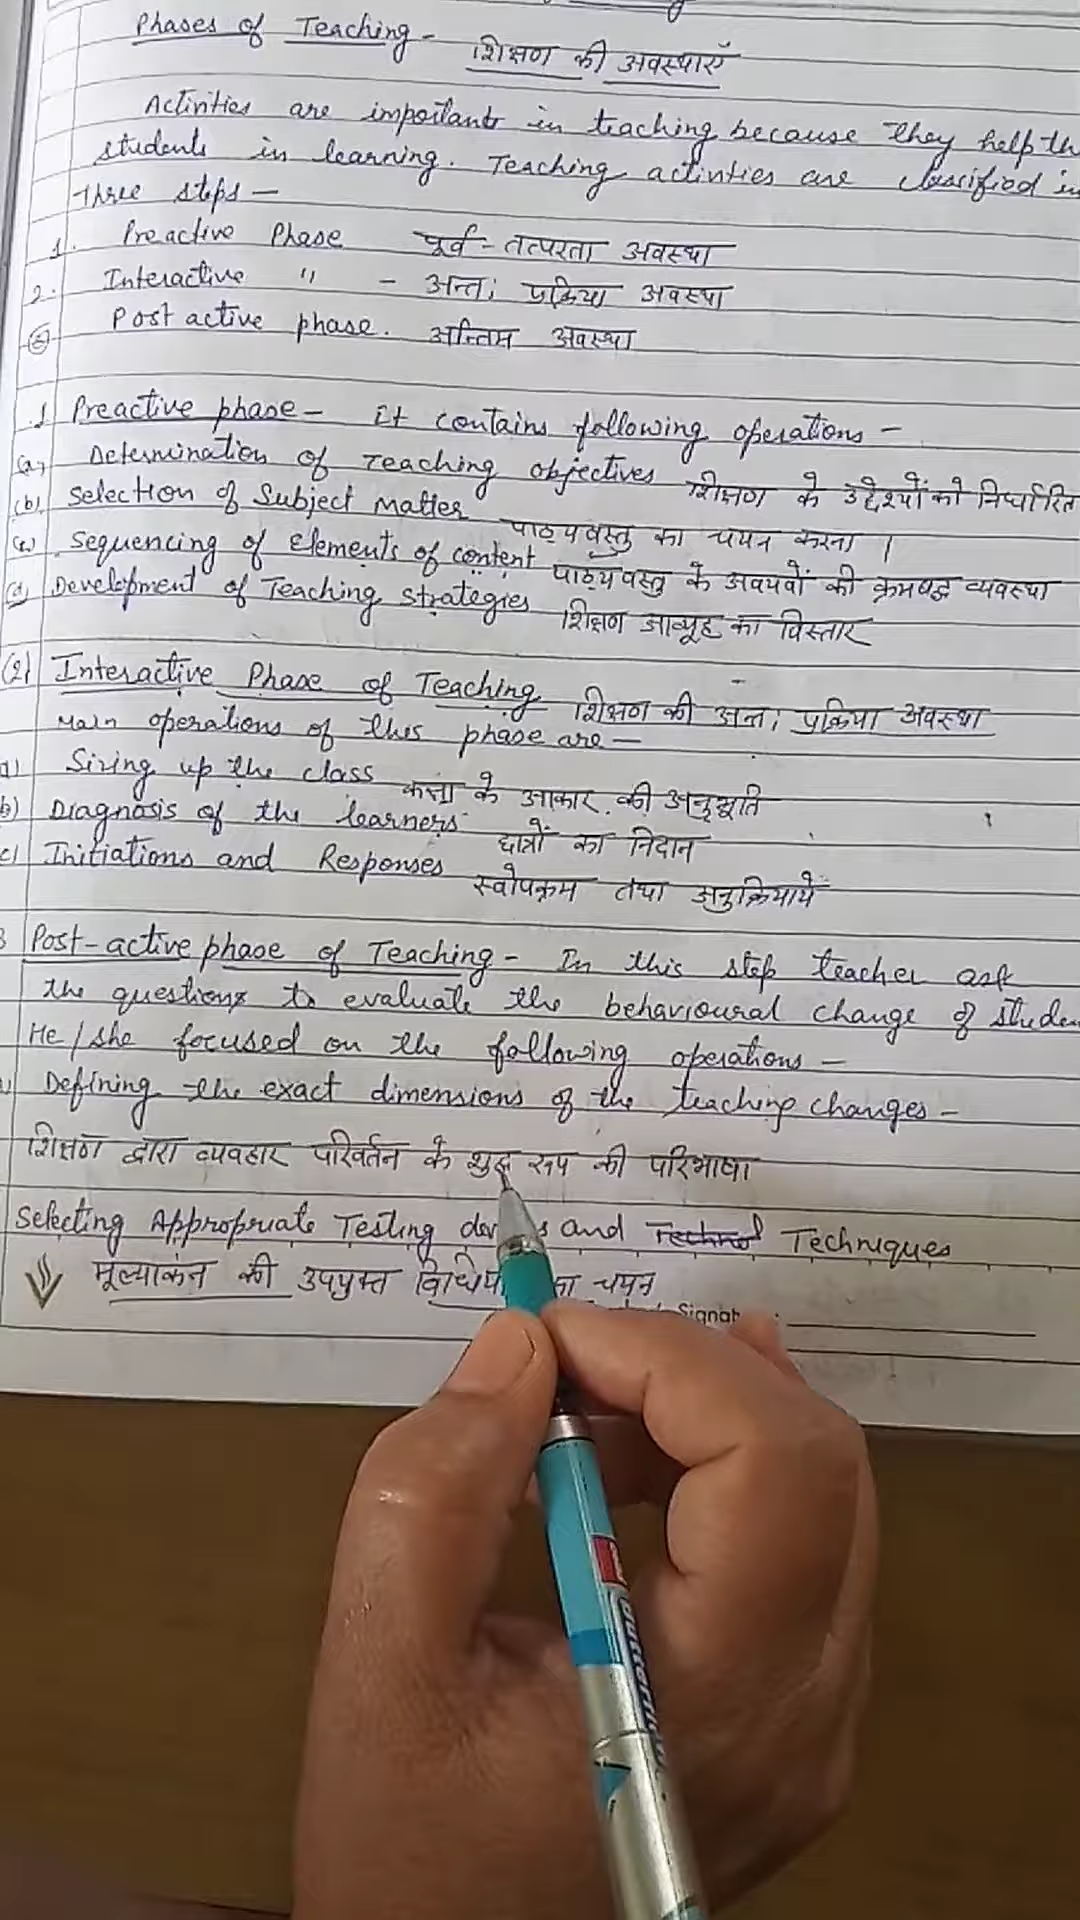 Phases of Teaching - शिक्षण की अवस्थाएँ
Activities are important in teaching because they help th
students in learning. Teaching activities are classified in
three steps —
1. Preactive Phase पूर्व - तत्परता अवस्था
2. Interactive " - अन्त: प्रक्रिया अवस्था
③ Post active phase. अन्तिम अवस्था
1 Preactive phase - It contains following operations -
(a) Determination of Teaching objectives शिक्षण के उद्देश्यों को निर्धारित
(b) Selection of Subject Matter पाठ्यवस्तु का चयन करना ।
(c) Sequencing of Elements of content पाठ्यवस्तु के अवयवों की क्रमबद्ध व्यवस्था
(d) Development of Teaching strategies शिक्षण आव्यूह का विस्तार
(2) Interactive Phase of Teaching शिक्षण की अन्त: प्रक्रिया अवस्था
Main operations of this phase are —
a) Sizing up the class कक्षा के आकार की अनुभूति
b) Diagnosis of the learners छात्रों का निदान
c) Initiations and Responses स्वोपक्रम तथा अनुक्रियायें
3 Post-active phase of Teaching - In this step teacher ask
the questions to evaluate the behavioural change of studen
He/she focused on the following operations —
Defining the exact dimensions of the teaching changes -
शिक्षण द्वारा व्यवहार परिवर्तन के शुद्ध रूप की परिभाषा
Selecting Appropriate Testing and Techniques
मूल्यांकन की उपयुक्त का चयन